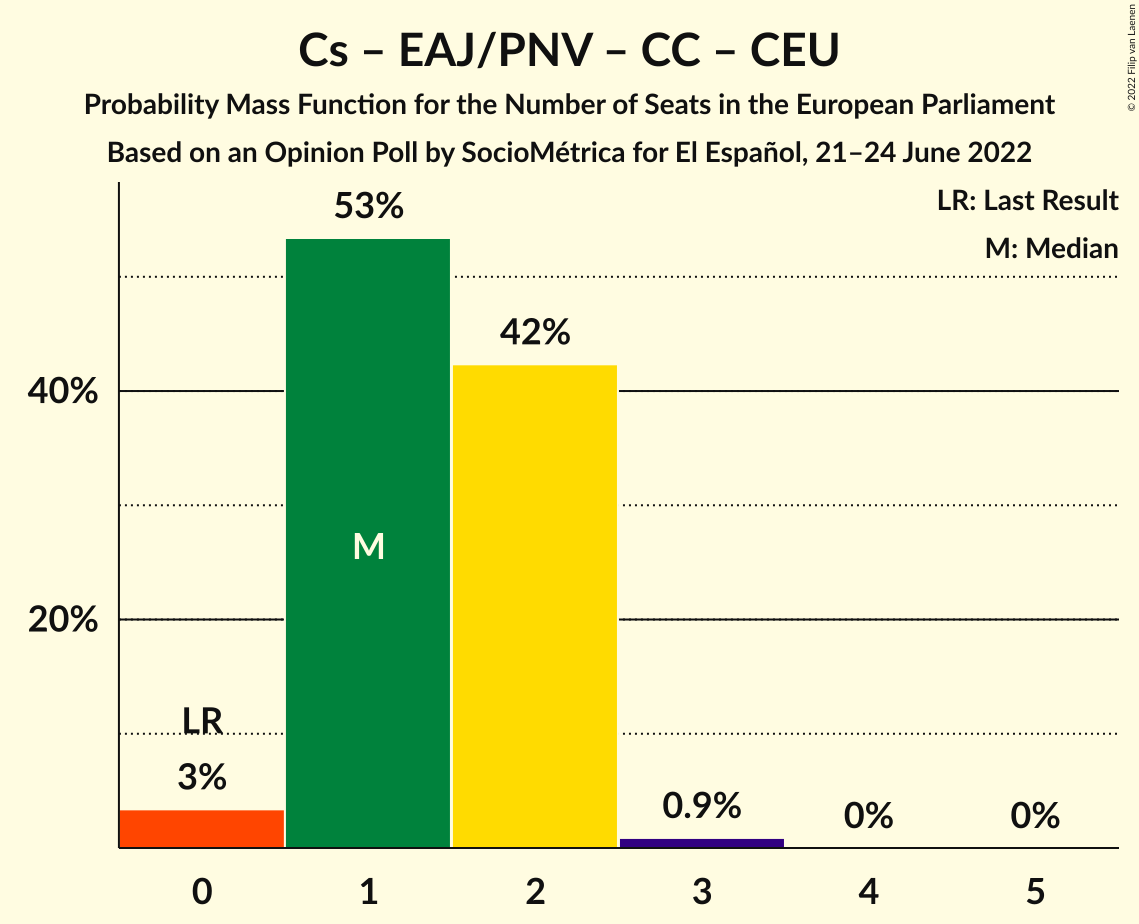 Cs – EAJ/PNV – CC – CEU
Probability Mass Function for the Number of Seats in the European Parliament
Based on an Opinion Poll by SocioMétrica for El Español, 21–24 June 2022
© 2022 Filip van Laenen
LR: Last Result
M: Median
53%
42%
40%
M
20%
LR
3%
0.9%
0%
0%
0
1
2
3
4
5